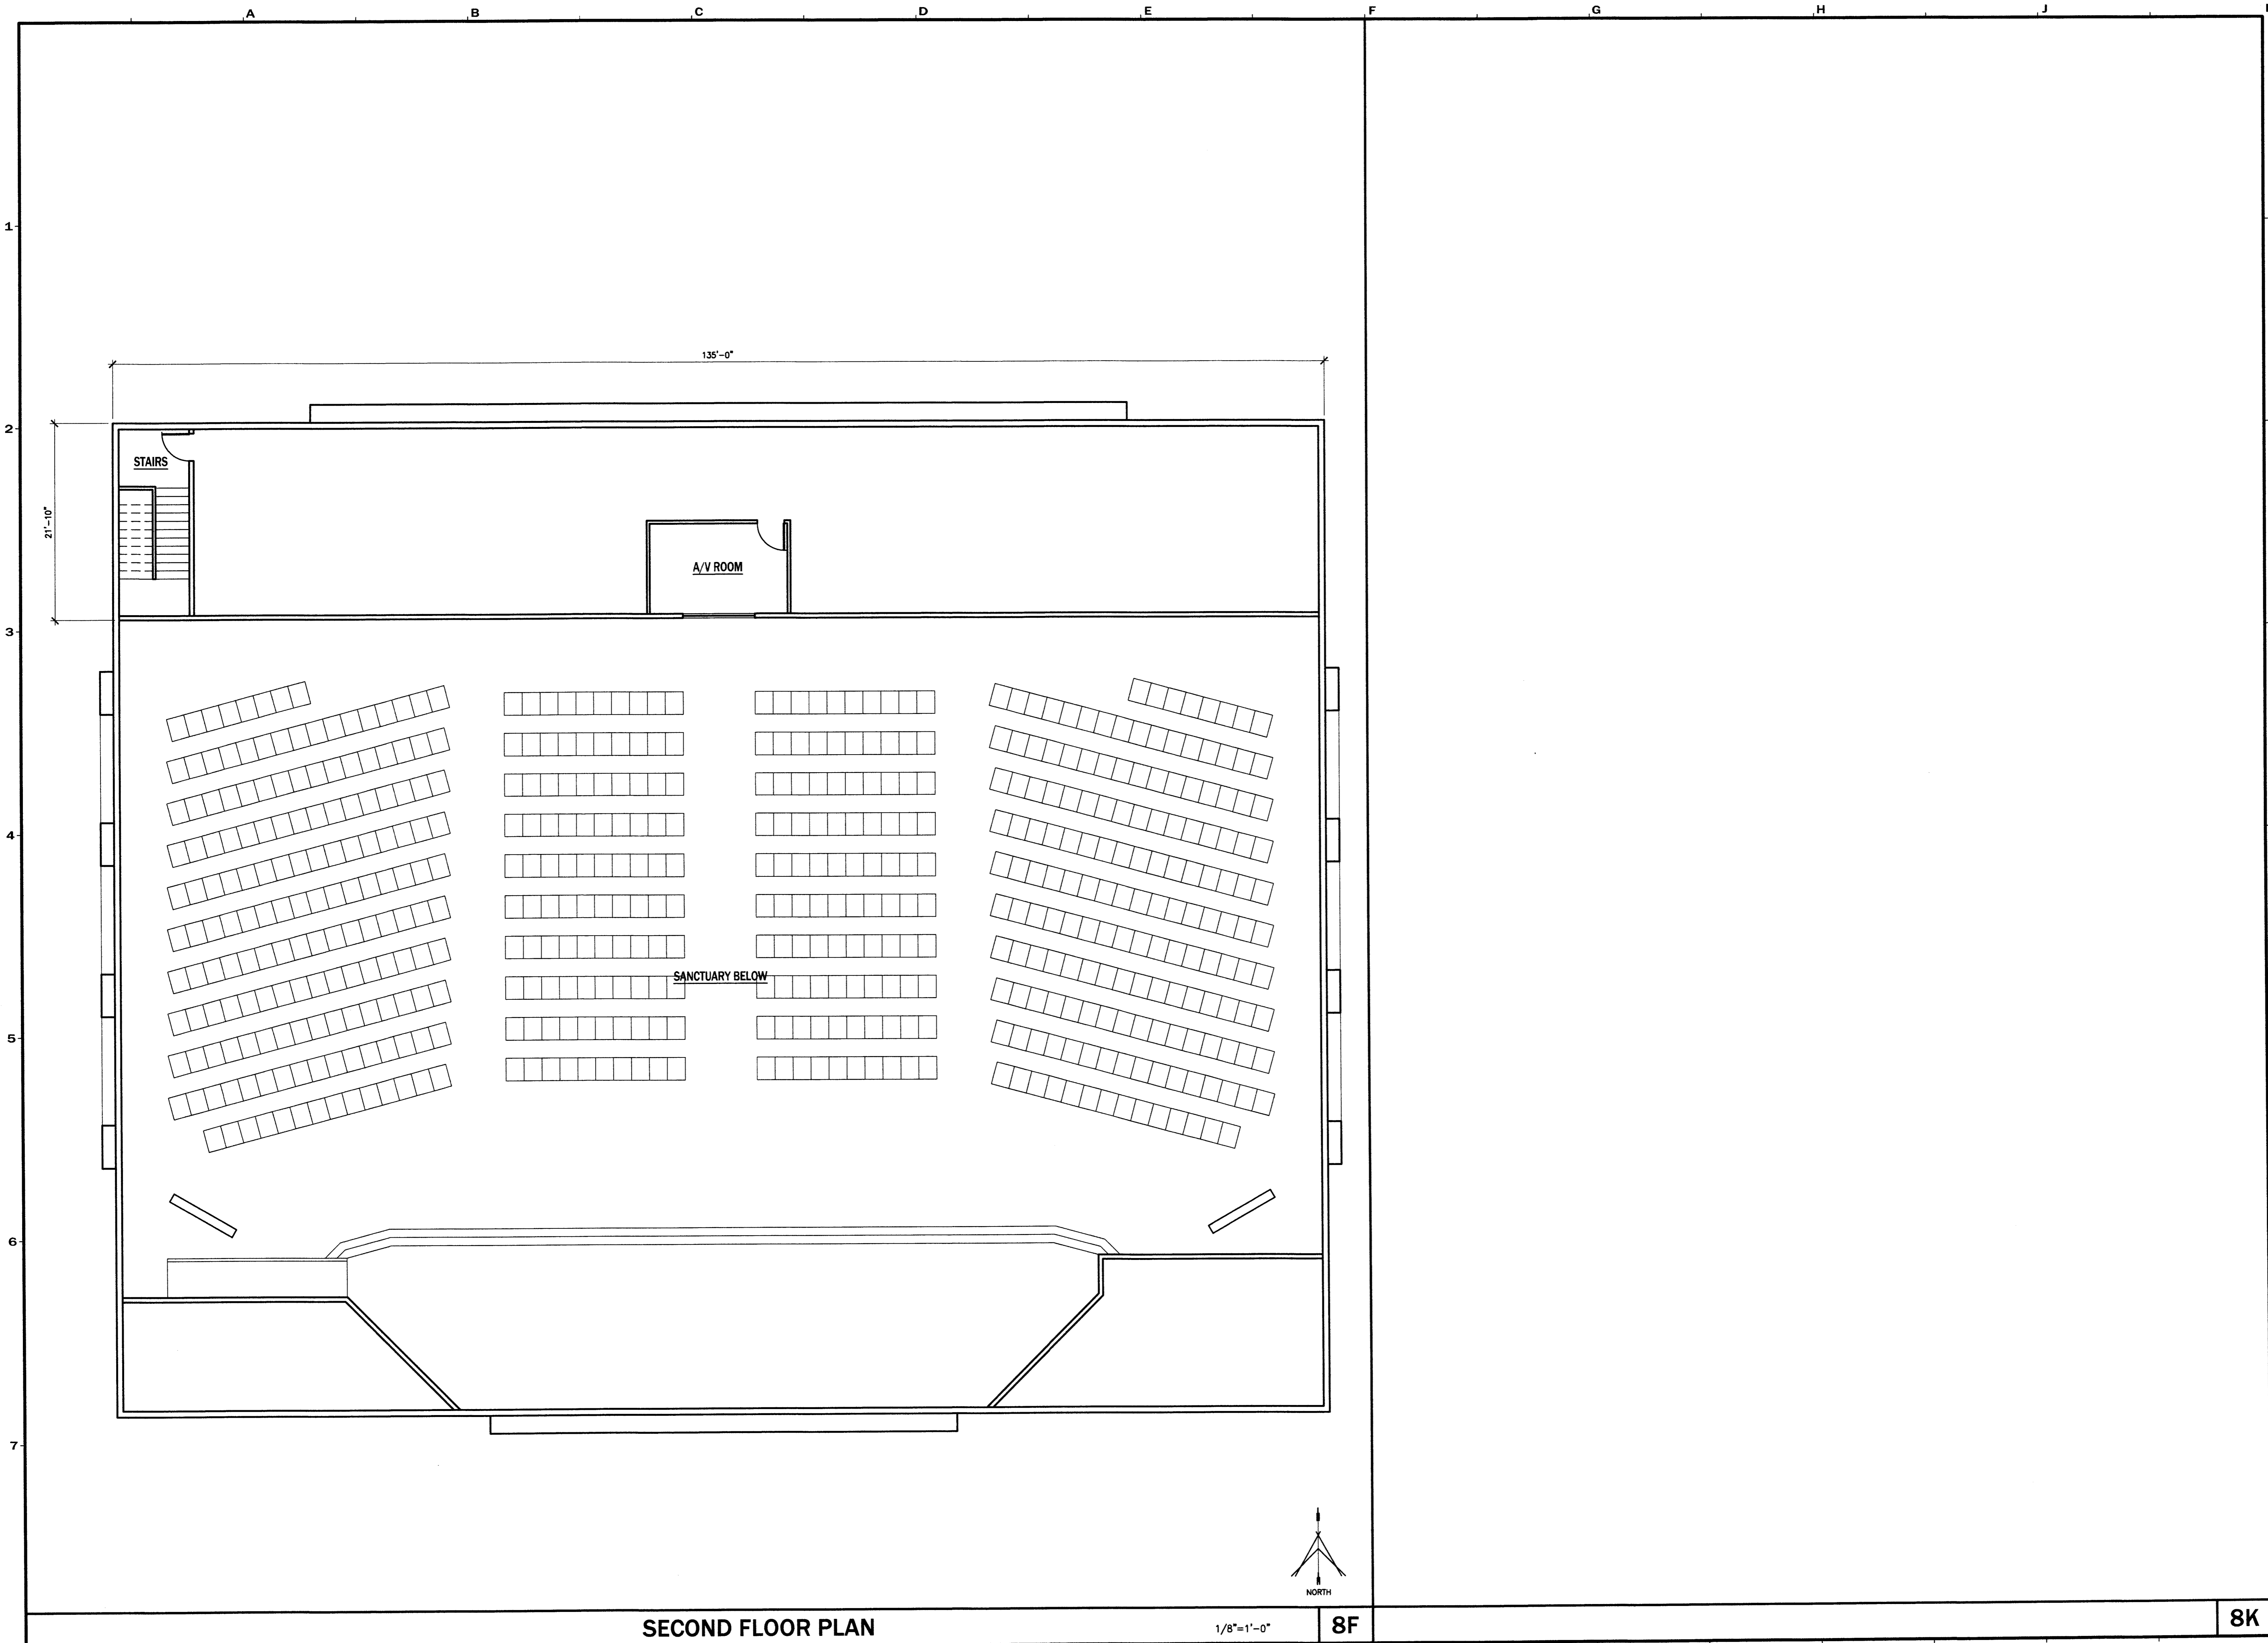 A B C D E F G H J
1
135'-0"
2
STAIRS
21'-10"
A/V ROOM
3
4
SANCTUARY BELOW
5
6
7
NORTH
SECOND FLOOR PLAN 1/8"=1'-0" 8F 8K